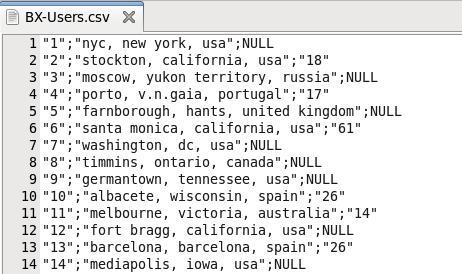 BX-Users.csv
1 "1";"nyc, new york, usa";NULL
2 "2";"stockton, california, usa";"18"
3 "3";"moscow, yukon territory, russia";NULL
4 "4";"porto, v.n.gaia, portugal";"17"
5 "5";"farnborough, hants, united kingdom";NULL
6 "6";"santa monica, california, usa";"61"
7 "7";"washington, dc, usa";NULL
8 "8";"timmins, ontario, canada";NULL
9 "9";"germantown, tennessee, usa";NULL
10 "10";"albacete, wisconsin, spain";"26"
11 "11";"melbourne, victoria, australia";"14"
12 "12";"fort bragg, california, usa";NULL
13 "13";"barcelona, barcelona, spain";"26"
14 "14";"mediapolis, iowa, usa";NULL